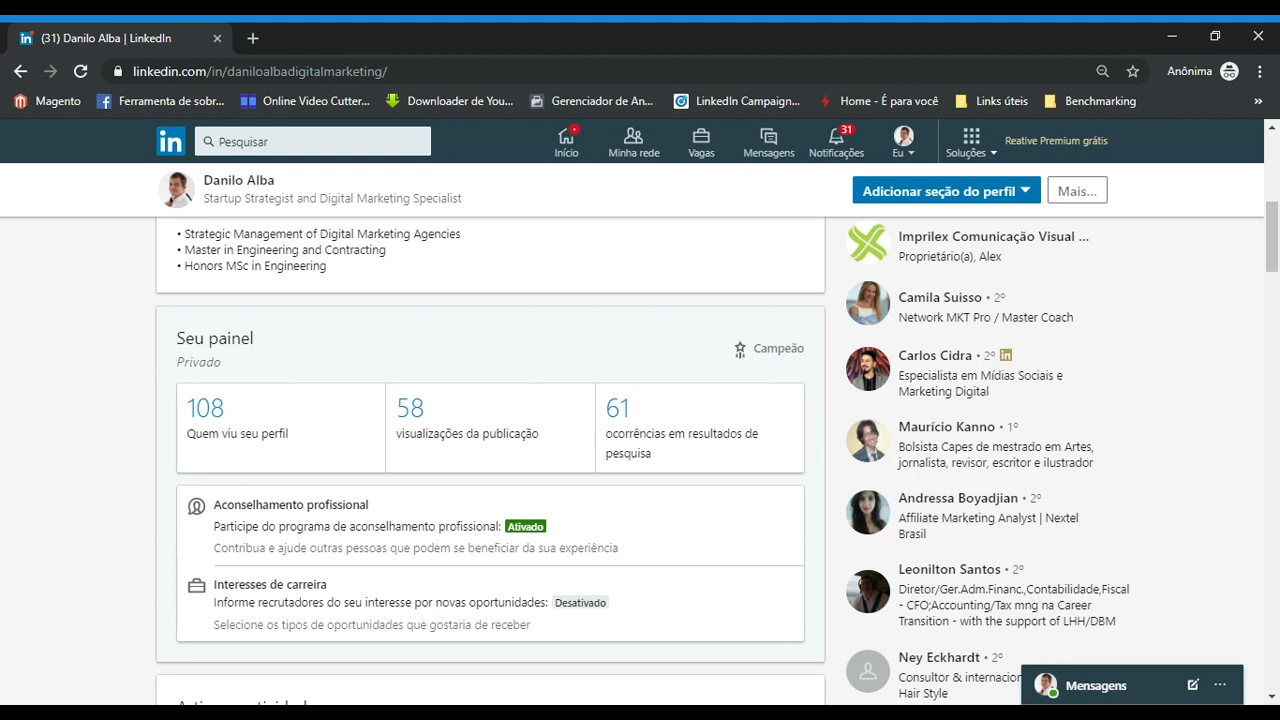 (31) Danilo Alba | LinkedIn
linkedin.com/in/daniloalbadigitalmarketing/
Anônima
Magento
Ferramenta de sobr...
Online Video Cutter...
Downloader de You...
Gerenciador de An...
LinkedIn Campaign...
Home - É para você
Links úteis
Benchmarking
»
in
Pesquisar
Início
Minha rede
Vagas
Mensagens
31
Notificações
Eu
Soluções
Reative Premium grátis
Danilo Alba
Startup Strategist and Digital Marketing Specialist
Adicionar seção do perfil
Mais...
• Strategic Management of Digital Marketing Agencies
• Master in Engineering and Contracting
• Honors MSc in Engineering
Seu painel
Privado
Campeão
108
Quem viu seu perfil
58
visualizações da publicação
61
ocorrências em resultados de
pesquisa
Aconselhamento profissional
Participe do programa de aconselhamento profissional: Ativado
Contribua e ajude outras pessoas que podem se beneficiar da sua experiência
Interesses de carreira
Informe recrutadores do seu interesse por novas oportunidades: Desativado
Selecione os tipos de oportunidades que gostaria de receber
Imprilex Comunicação Visual ...
Proprietário(a), Alex
Camila Suisso • 2º
Network MKT Pro / Master Coach
Carlos Cidra • 2º in
Especialista em Mídias Sociais e
Marketing Digital
Maurício Kanno • 1º
Bolsista Capes de mestrado em Artes,
jornalista, revisor, escritor e ilustrador
Andressa Boyadjian • 2º
Affiliate Marketing Analyst | Nextel
Brasil
Leonilton Santos • 2º
Diretor/Ger.Adm.Financ.,Contabilidade,Fiscal
- CFO;Accounting/Tax mng na Career
Transition - with the support of LHH/DBM
Ney Eckhardt • 2º
Consultor & internacion
Hair Style
Mensagens